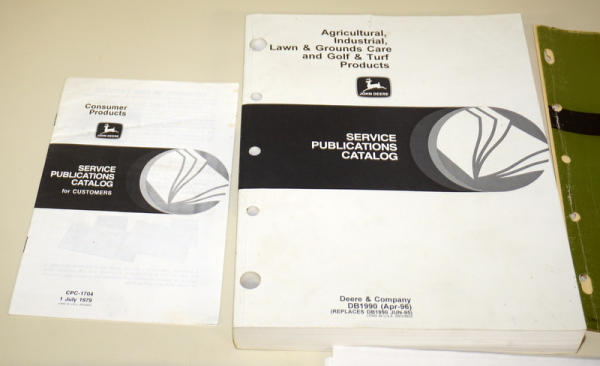 Consumer
Products
JOHN DEERE
SERVICE
PUBLICATIONS
CATALOG
for CUSTOMERS
CPC-1704
1 July 1979
Agricultural,
Industrial,
Lawn & Grounds Care
and Golf & Turf
Products
JOHN DEERE
SERVICE
PUBLICATIONS
CATALOG
Deere & Company
DB1990 (Apr-96)
(REPLACES DB1990 JUN-95)